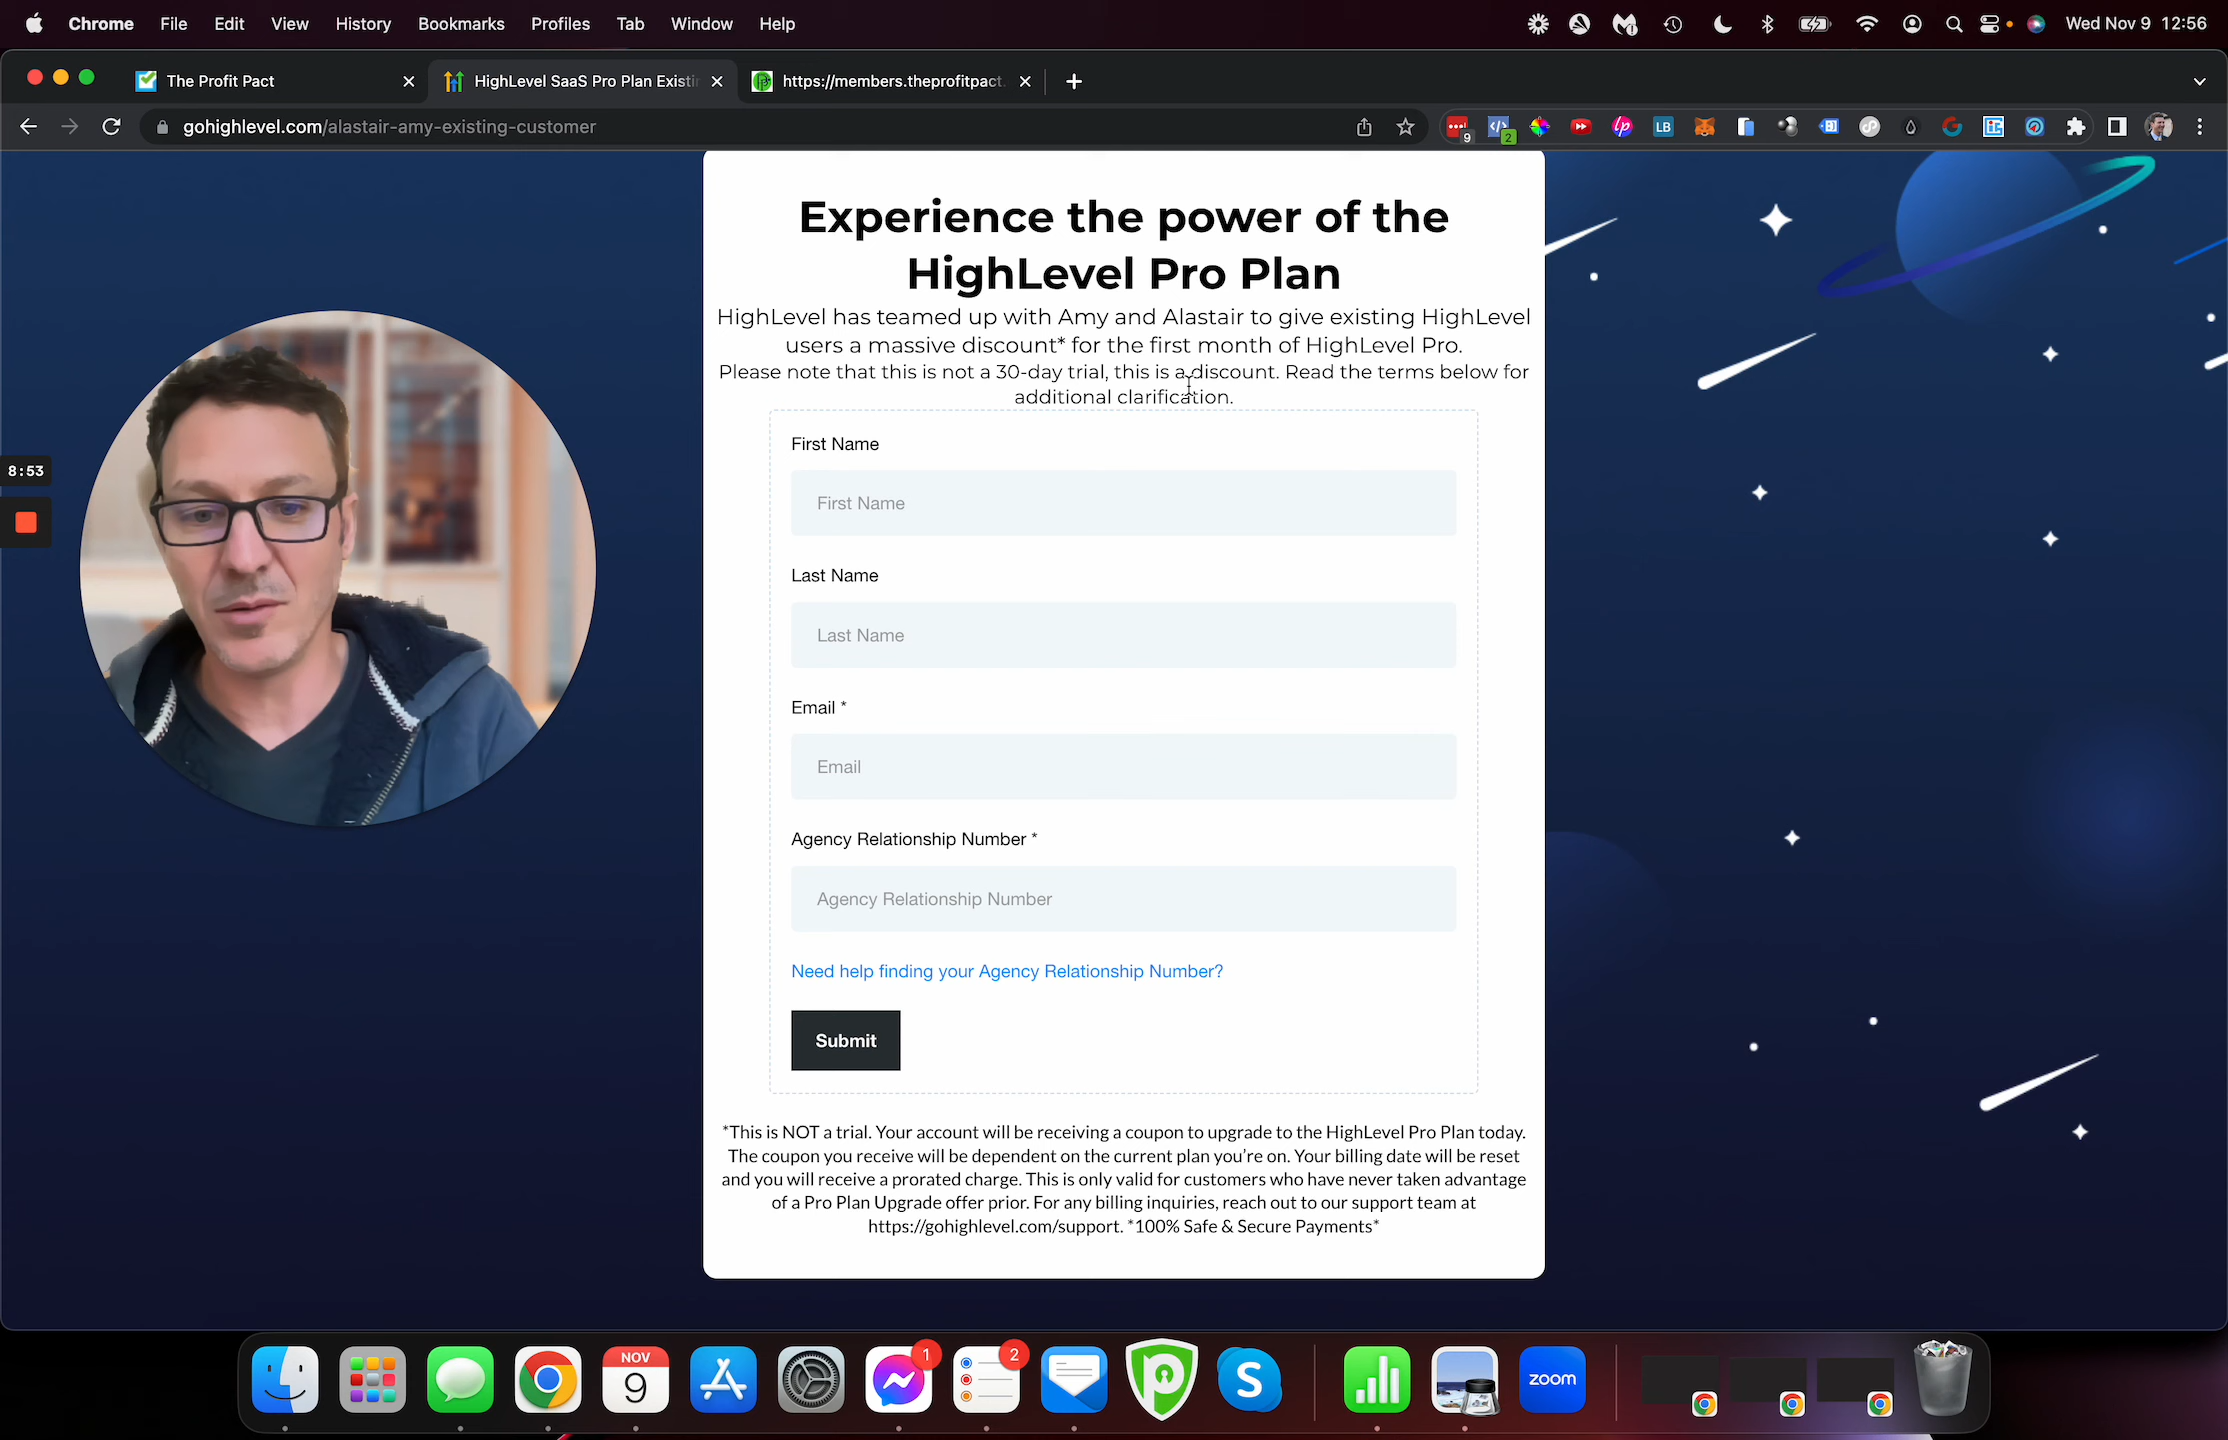 Chrome File Edit View History Bookmarks Profiles Tab Window Help Wed Nov 9 12:56
The Profit Pact HighLevel SaaS Pro Plan Existi https://members.theprofitpact.
gohighlevel.com/alastair-amy-existing-customer
9 2 LB
Experience the power of the
HighLevel Pro Plan
HighLevel has teamed up with Amy and Alastair to give existing HighLevel
users a massive discount* for the first month of HighLevel Pro.
Please note that this is not a 30-day trial, this is a discount. Read the terms below for
additional clarification.
First Name
First Name
8:53
Last Name
Last Name
Email *
Email
Agency Relationship Number *
Agency Relationship Number
Need help finding your Agency Relationship Number?
Submit
*This is NOT a trial. Your account will be receiving a coupon to upgrade to the HighLevel Pro Plan today.
The coupon you receive will be dependent on the current plan you're on. Your billing date will be reset
and you will receive a prorated charge. This is only valid for customers who have never taken advantage
of a Pro Plan Upgrade offer prior. For any billing inquiries, reach out to our support team at
https://gohighlevel.com/support. *100% Safe & Secure Payments*
NOV 1 2
9 zoom